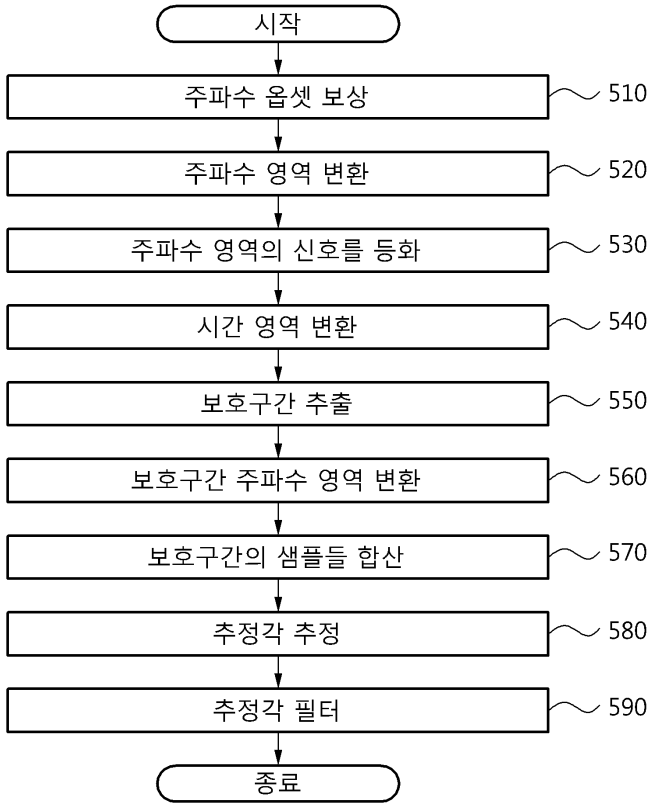 시작
주파수 옵셋 보상 510
주파수 영역 변환 520
주파수 영역의 신호를 등화 530
시간 영역 변환 540
보호구간 추출 550
보호구간 주파수 영역 변환 560
보호구간의 샘플들 합산 570
추정각 추정 580
추정각 필터 590
종료